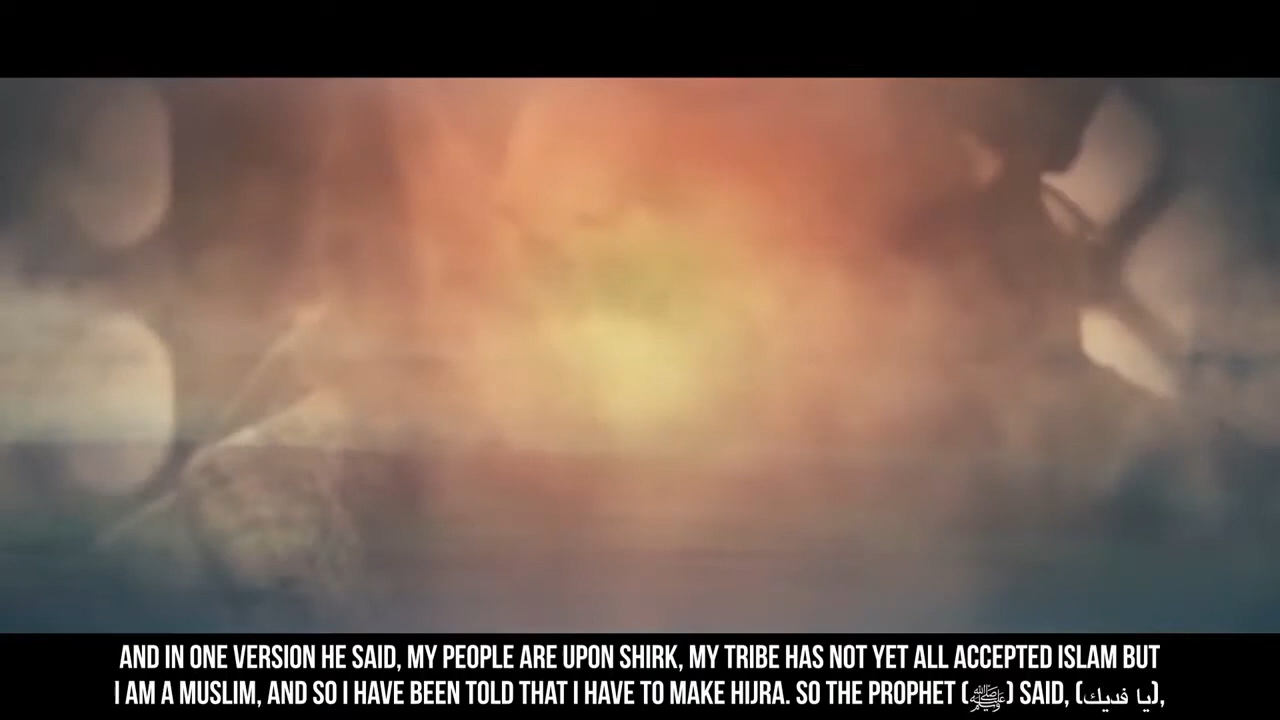 AND IN ONE VERSION HE SAID, MY PEOPLE ARE UPON SHIRK, MY TRIBE HAS NOT YET ALL ACCEPTED ISLAM BUT
I AM A MUSLIM, AND SO I HAVE BEEN TOLD THAT I HAVE TO MAKE HIJRA. SO THE PROPHET (ﷺ) SAID, (يا فديك),